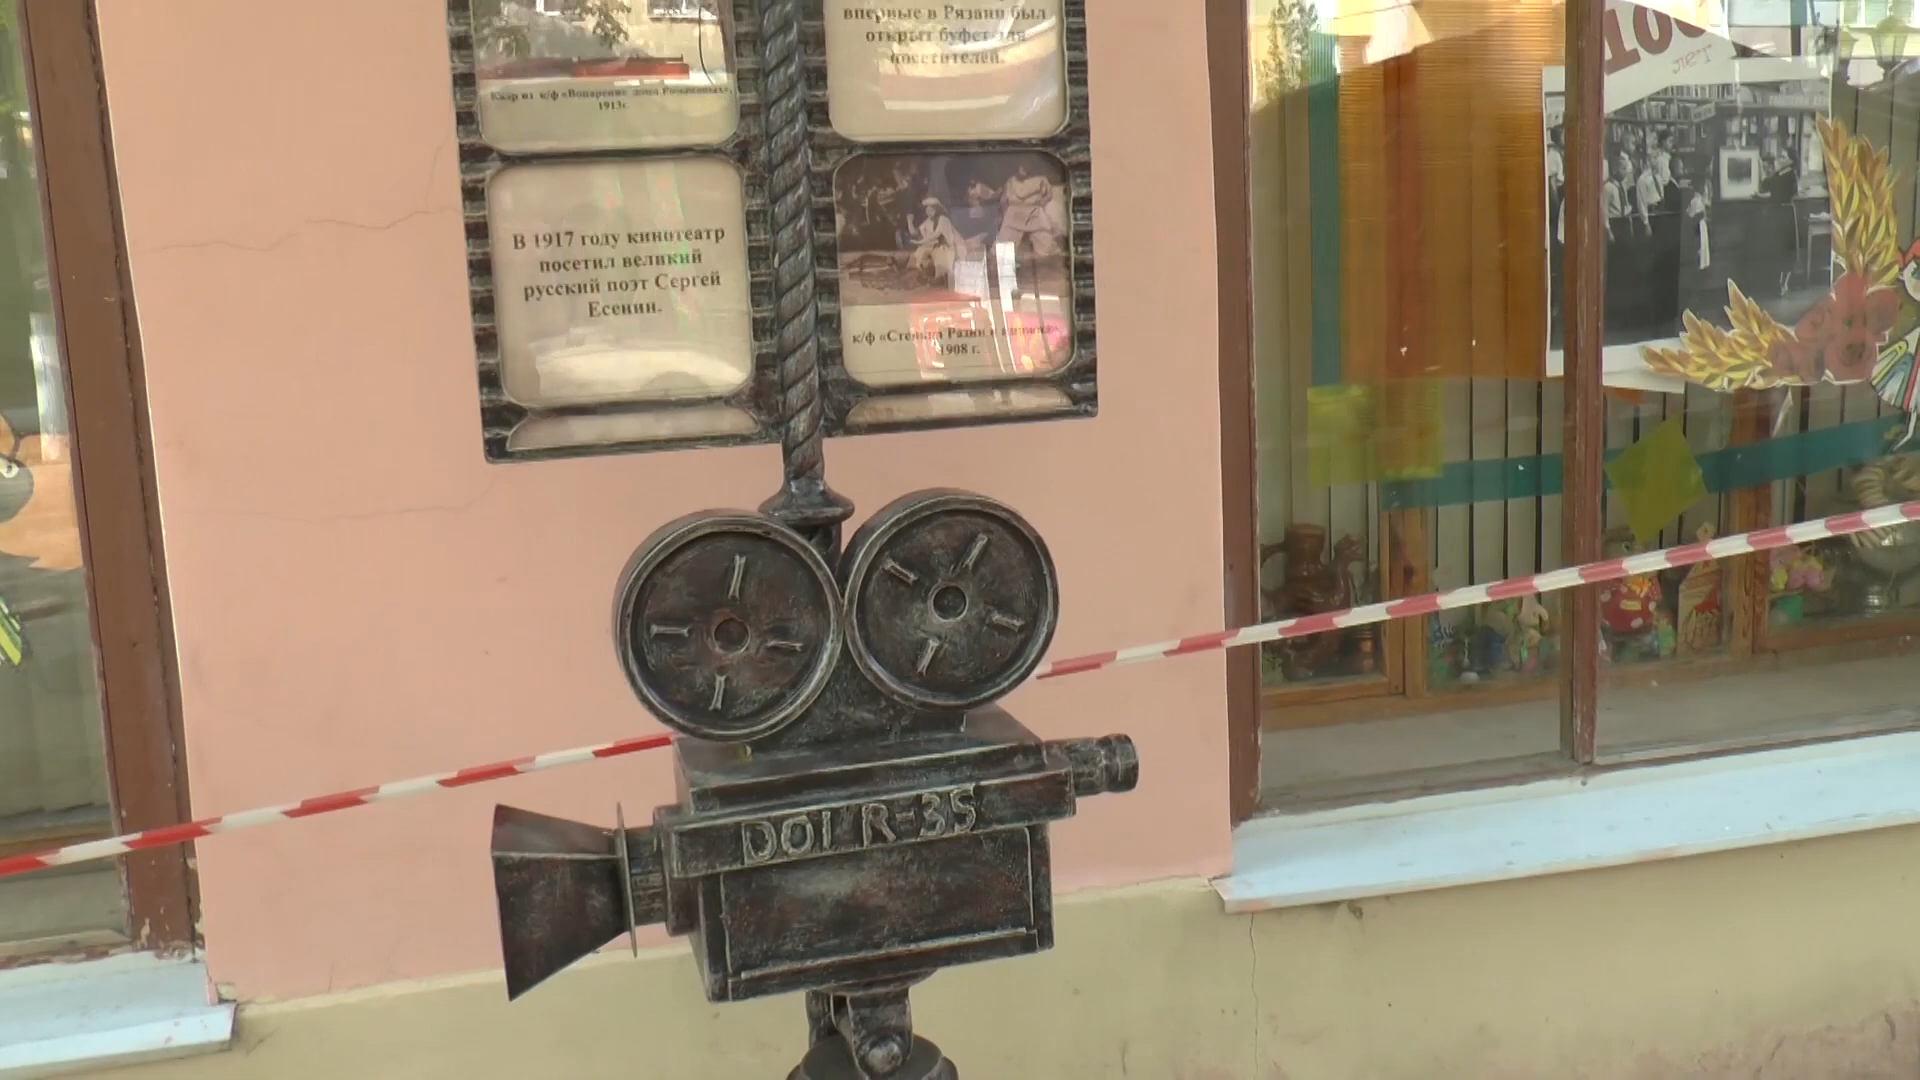 Кадр из к/ф «Воцарение дома Романовых»,
1913г.
впервые в Рязани был
открыт буфет для
посетителей.
В 1917 году кинотеатр
посетил великий
русский поэт Сергей
Есенин.
к/ф «Стенька Разин и княжна»
1908 г.
100
лет
DOI R-35